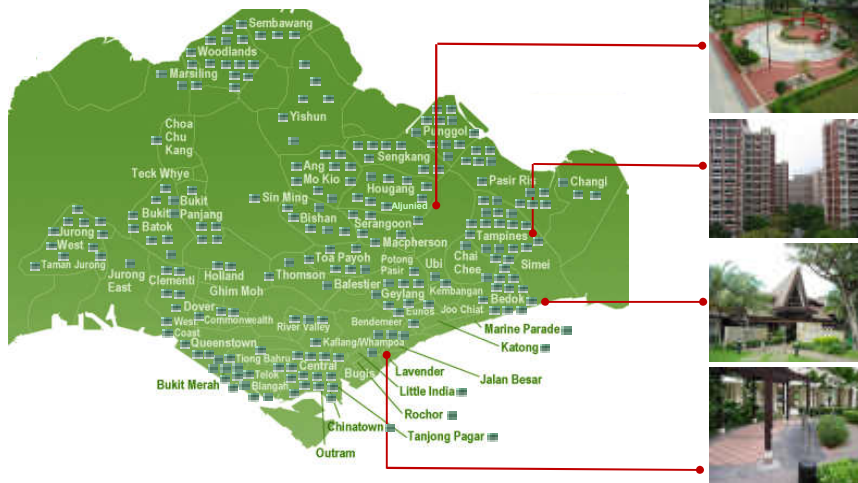 Sembawang
Woodlands
Marsiling
Yishun
Choa
Chu
Kang
Punggol
Sengkang
Ang
Mo Kio
Teck Whye
Hougang
Pasir Ris
Changi
Sin Ming
Aljunied
Bukit
Panjang
Bishan
Serangoon
Bukit
Batok
Jurong
West
Macpherson
Tampines
Toa Payoh
Potong
Pasir
Ubi
Chai
Chee
Simei
Taman Jurong
Jurong
East
Clementi
Holland
Ghim Moh
Thomson
Balestier
Geylang
Kembangan
Bedok
Dover
Eunos
Joo Chiat
West
Coast
Commonwealth
River Valley
Bendemeer
Marine Parade
Queenstown
Kallang/Whampoa
Katong
Tiong Bahru
Central
Bukit Merah
Telok
Blangah
Bugis
Lavender
Jalan Besar
Little India
Rochor
Chinatown
Tanjong Pagar
Outram